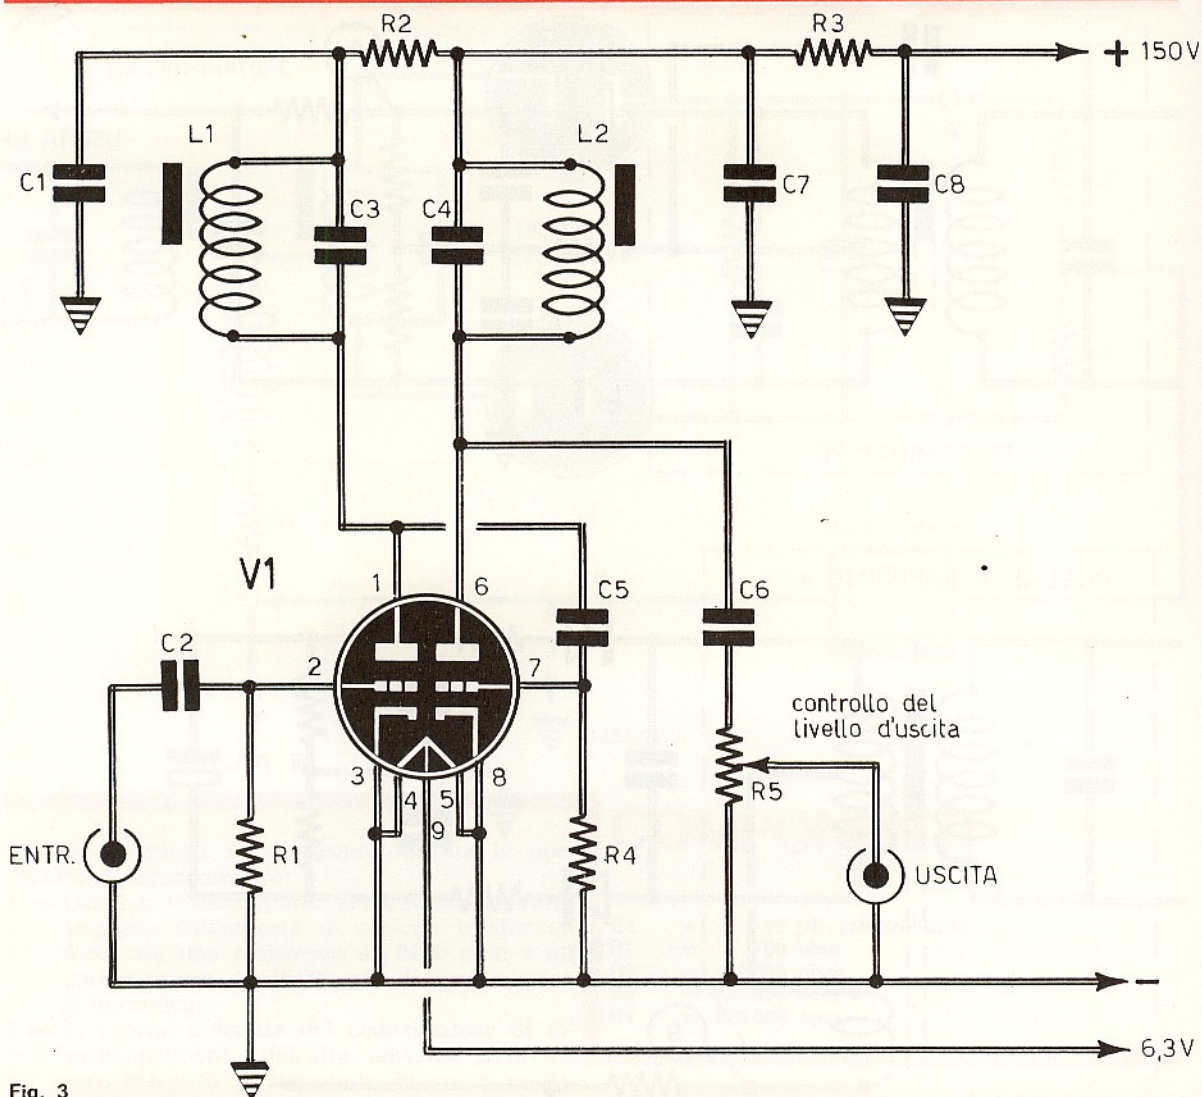 R2
R3
+ 150V
L1
L2
C1
C3
C4
C7
C8
V1
1
6
C5
C6
C2
2
7
controllo del
livello d'uscita
3
8
4
5
R5
9
ENTR.
R1
R4
USCITA
-
6,3V
Fig. 3